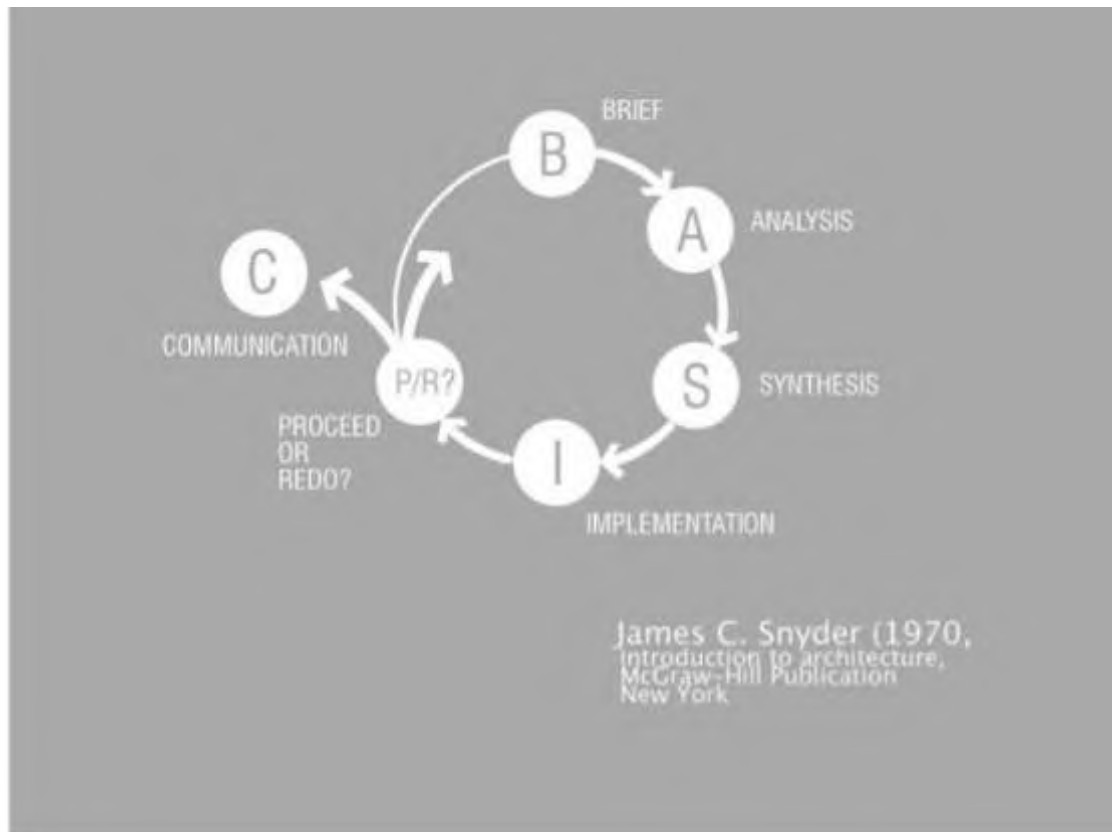 B
BRIEF
A
ANALYSIS
S
SYNTHESIS
I
IMPLEMENTATION
P/R?
PROCEED
OR
REDO?
C
COMMUNICATION
James C. Snyder (1970,
Introduction to architecture,
McGraw-Hill Publication
New York